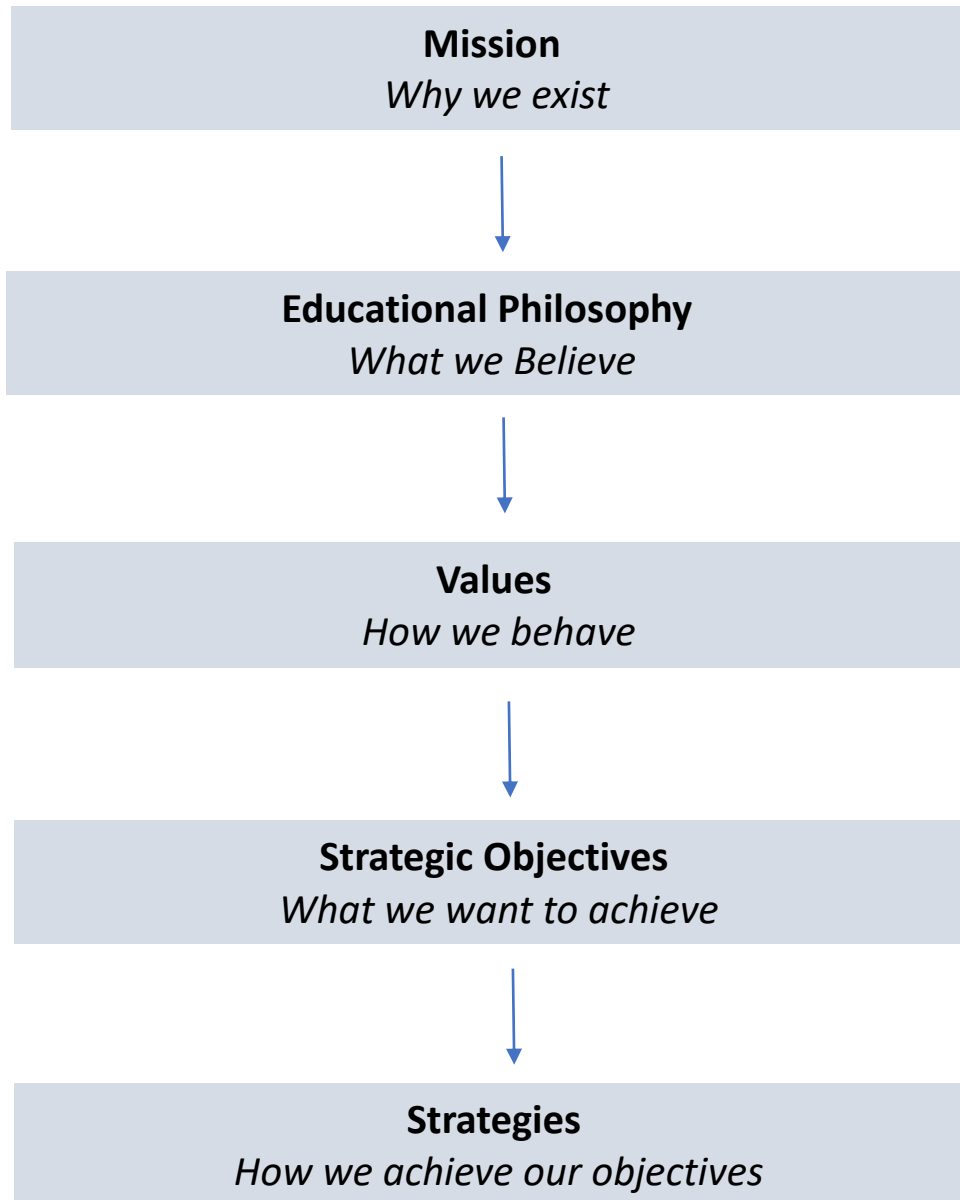 Mission
Why we exist
Educational Philosophy
What we Believe
Values
How we behave
Strategic Objectives
What we want to achieve
Strategies
How we achieve our objectives